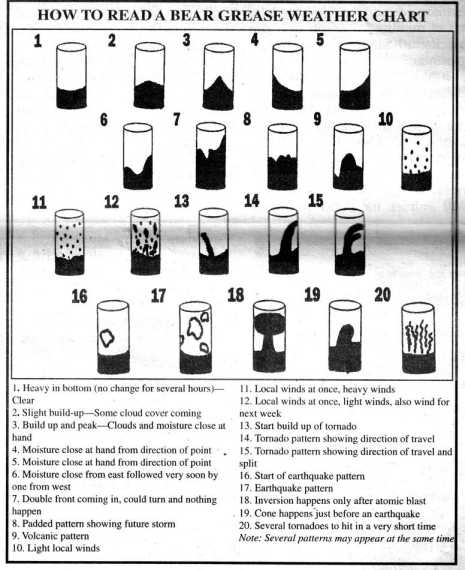 HOW TO READ A BEAR GREASE WEATHER CHART
1 2 3 4 5
6 7 8 9 10
11 12 13 14 15
16 17 18 19 20
1. Heavy in bottom (no change for several hours)—
Clear
2. Slight build-up—Some cloud cover coming
3. Build up and peak—Clouds and moisture close at
hand
4. Moisture close at hand from direction of point
5. Moisture close at hand from direction of point
6. Moisture close from east followed very soon by
one from west
7. Double front coming in, could turn and nothing
happen
8. Padded pattern showing future storm
9. Volcanic pattern
10. Light local winds
11. Local winds at once, heavy winds
12. Local winds at once, light winds, also wind for
next week
13. Start build up of tornado
14. Tornado pattern showing direction of travel
15. Tornado pattern showing direction of travel and
split
16. Start of earthquake pattern
17. Earthquake pattern
18. Inversion happens only after atomic blast
19. Cone happens just before an earthquake
20. Several tornadoes to hit in a very short time
Note: Several patterns may appear at the same time